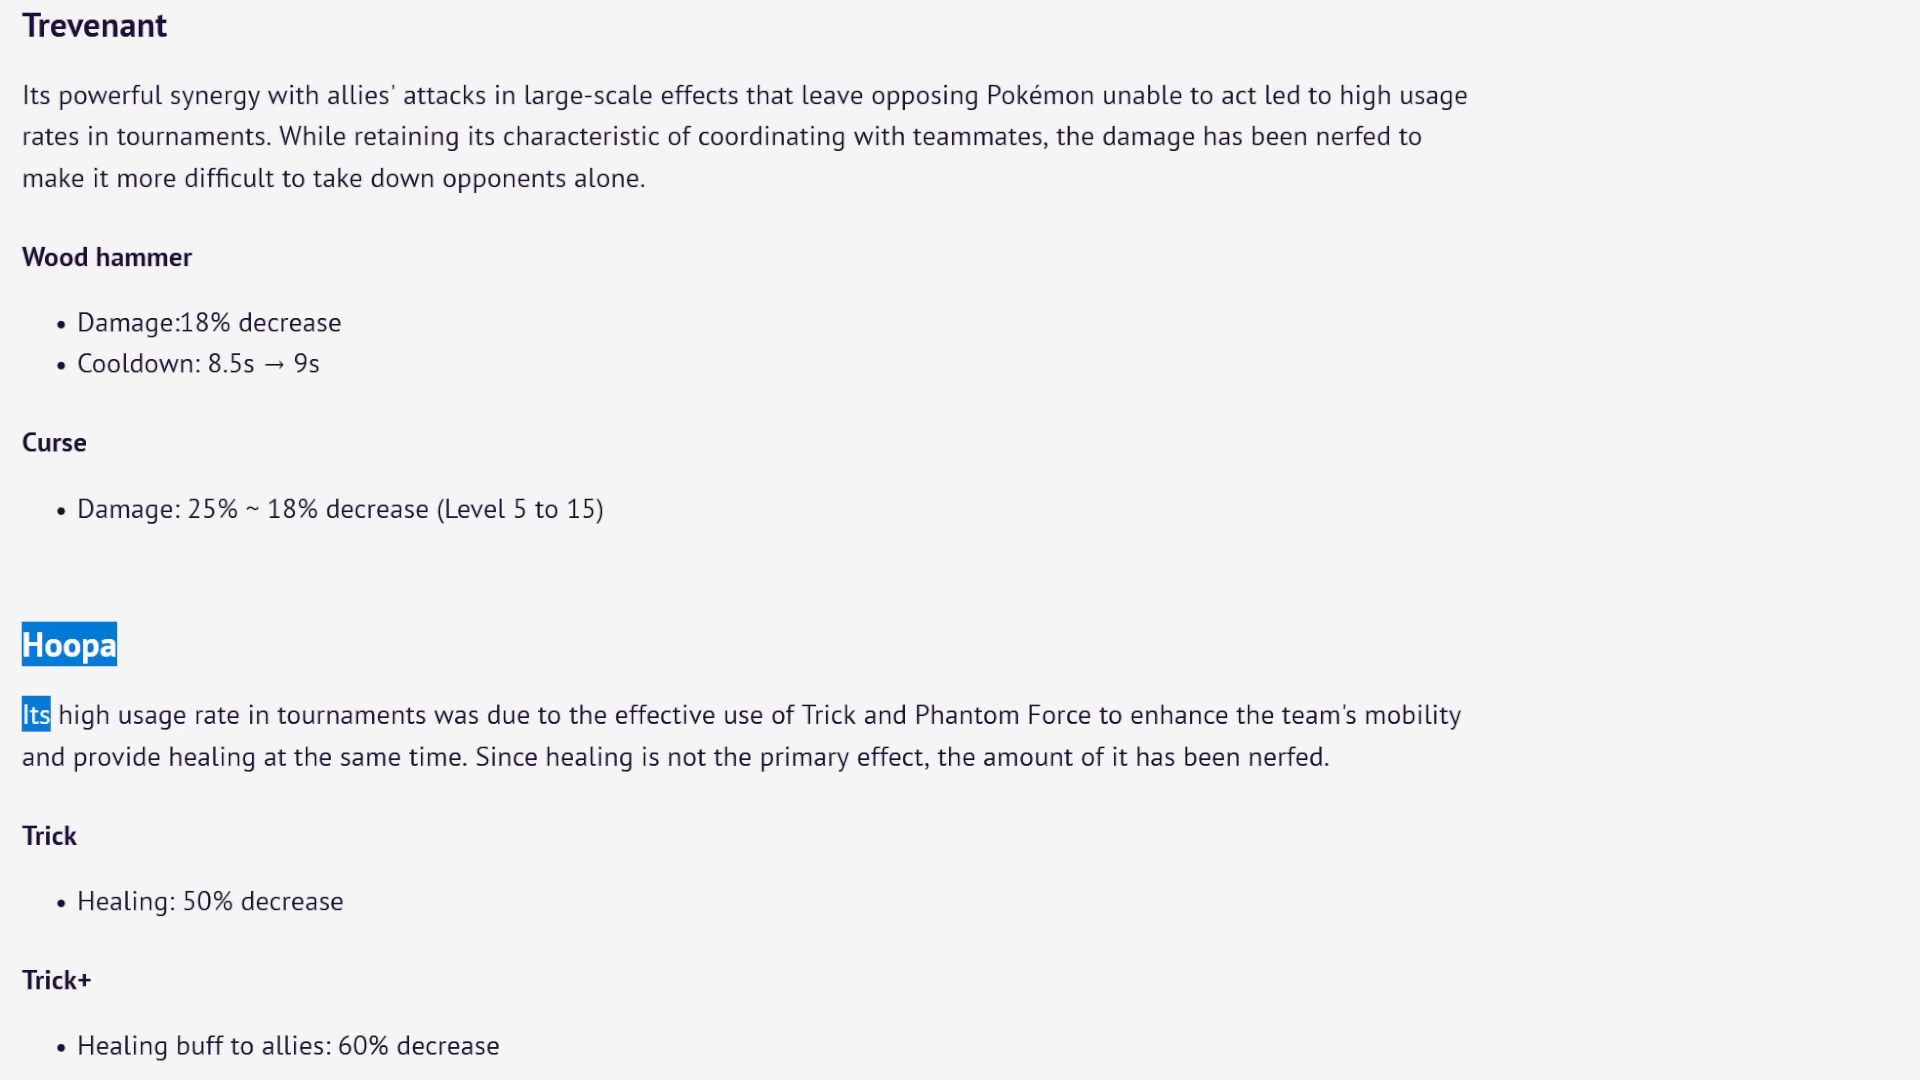 Trevenant
Its powerful synergy with allies' attacks in large-scale effects that leave opposing Pokémon unable to act led to high usage
rates in tournaments. While retaining its characteristic of coordinating with teammates, the damage has been nerfed to
make it more difficult to take down opponents alone.
Wood hammer
• Damage:18% decrease
• Cooldown: 8.5s → 9s
Curse
• Damage: 25% ~ 18% decrease (Level 5 to 15)
Hoopa
Its high usage rate in tournaments was due to the effective use of Trick and Phantom Force to enhance the team's mobility
and provide healing at the same time. Since healing is not the primary effect, the amount of it has been nerfed.
Trick
• Healing: 50% decrease
Trick+
• Healing buff to allies: 60% decrease